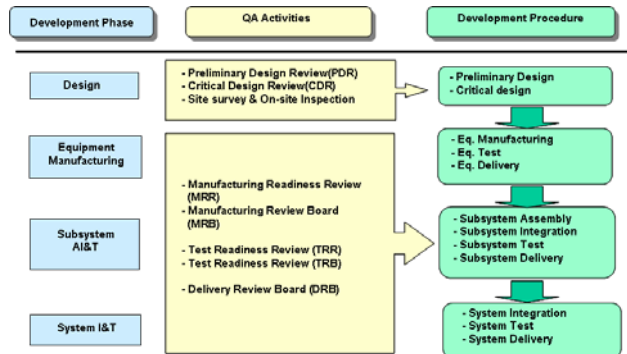 Development Phase
QA Activities
Development Procedure
Design
- Preliminary Design Review(PDR)
- Critical Design Review(CDR)
- Site survey & On-site Inspection
- Preliminary Design
- Critical design
Equipment
Manufacturing
- Eq. Manufacturing
- Eq. Test
- Eq. Delivery
- Manufacturing Readiness Review
(MRR)
- Manufacturing Review Board
(MRB)
- Test Readiness Review (TRR)
- Test Readiness Review (TRB)
- Delivery Review Board (DRB)
Subsystem
AI&T
- Subsystem Assembly
- Subsystem Integration
- Subsystem Test
- Subsystem Delivery
System I&T
- System Integration
- System Test
- System Delivery